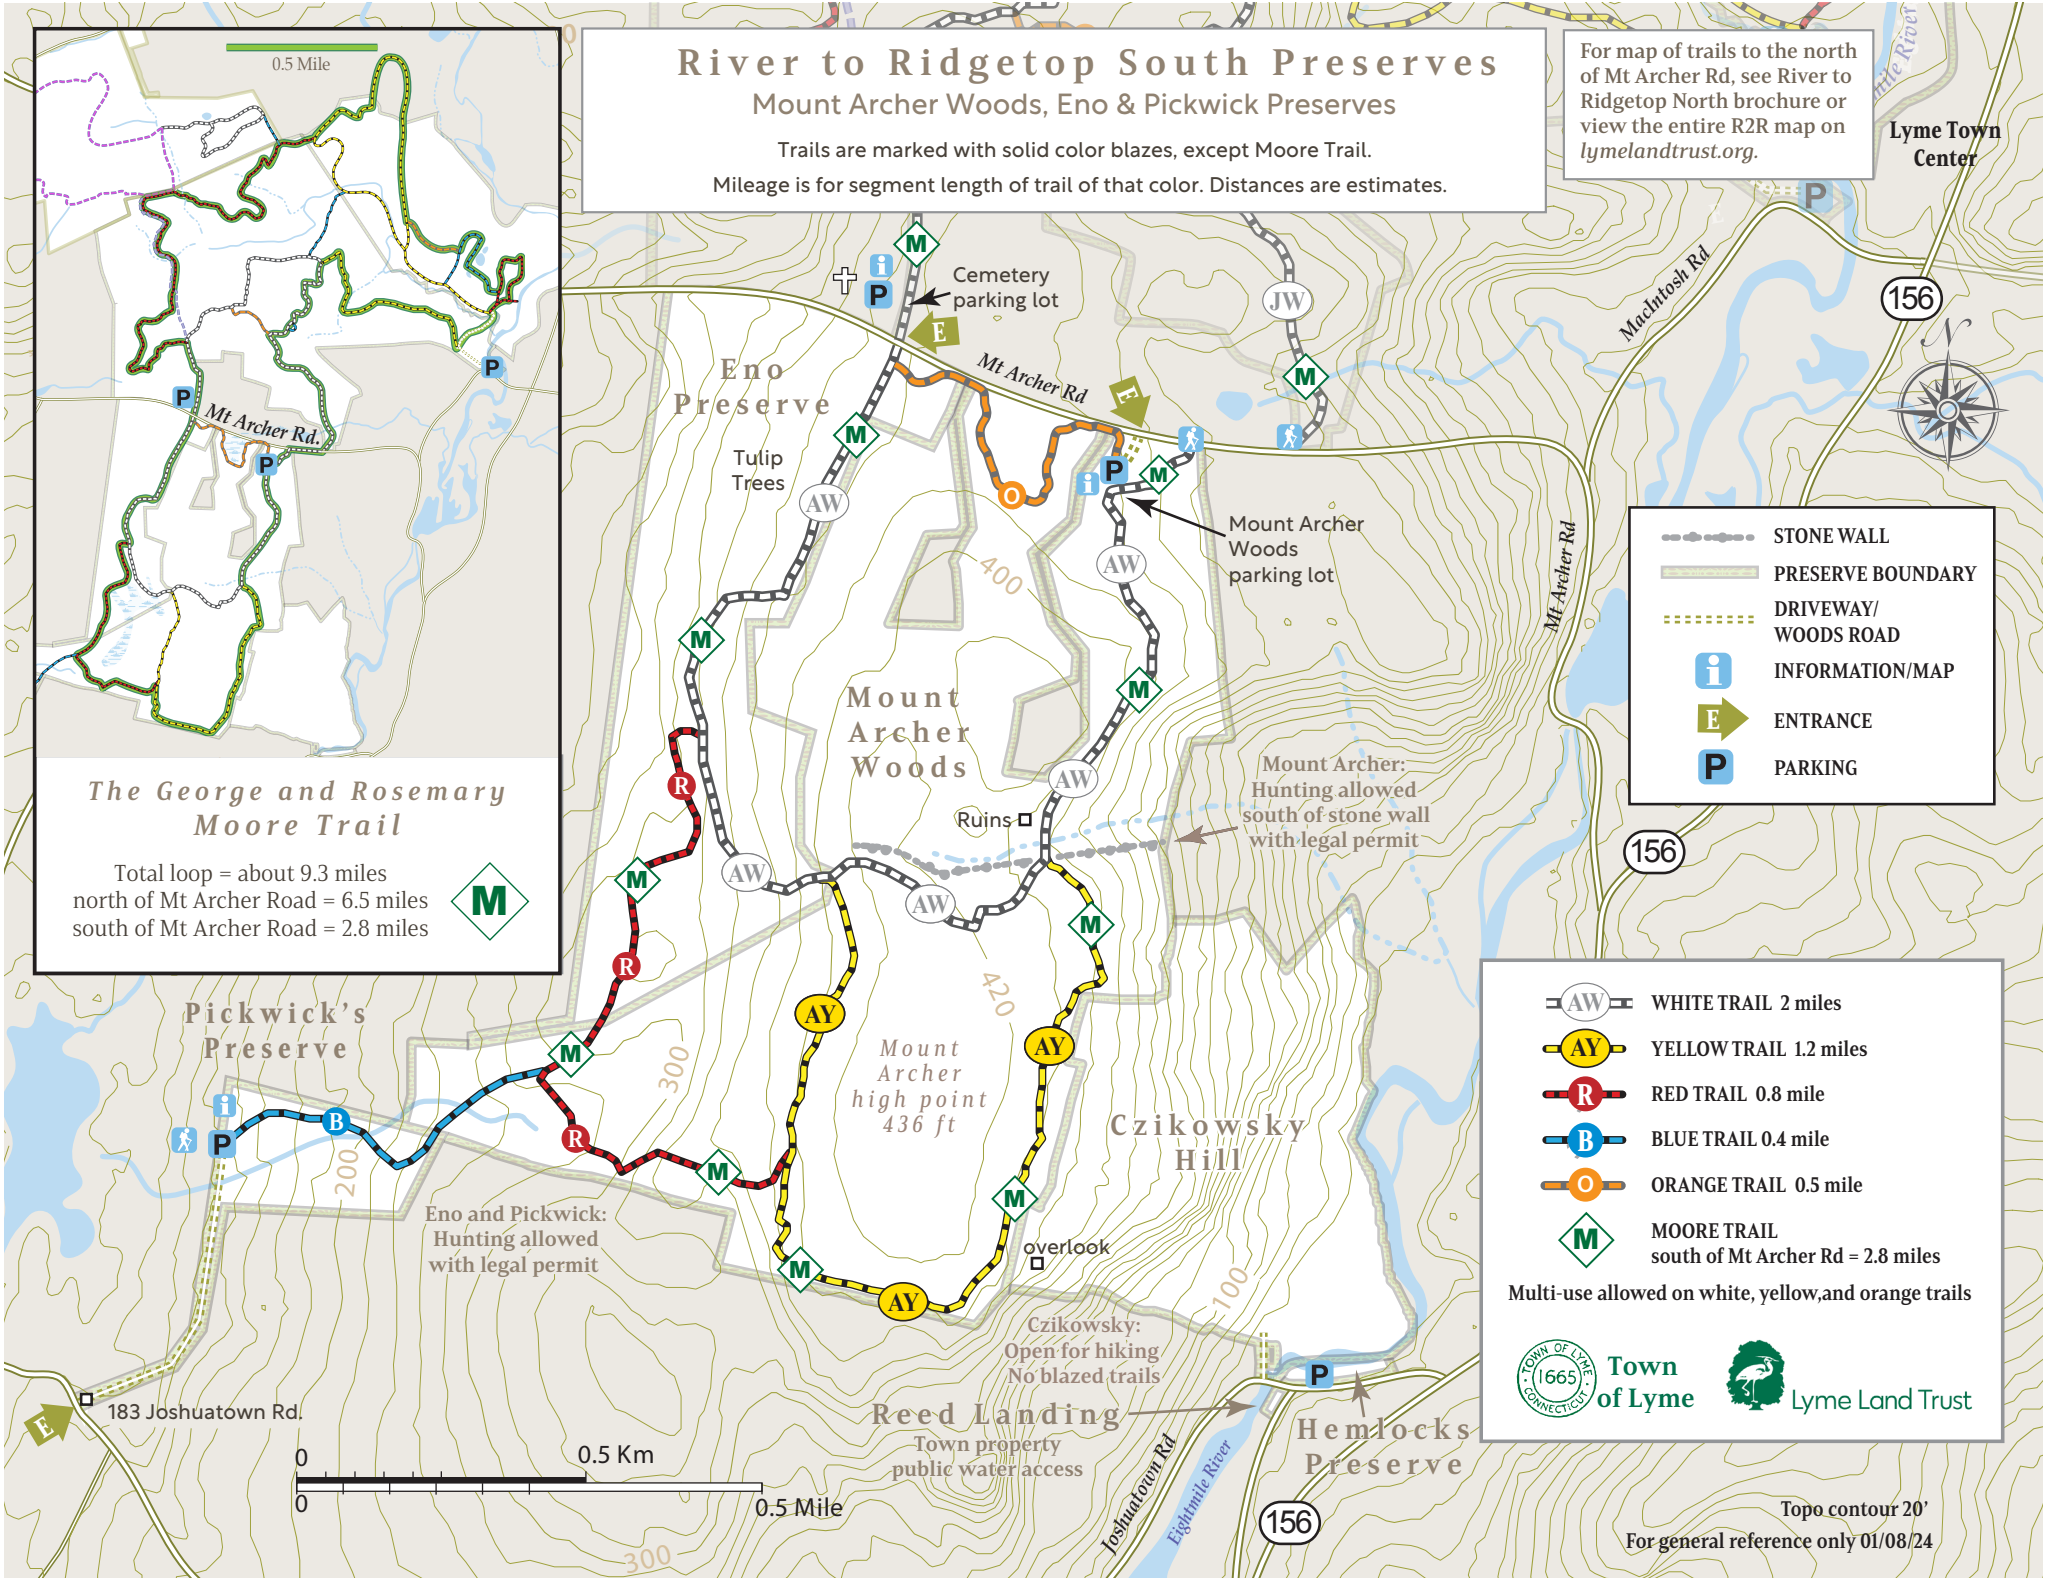 River to Ridgetop South Preserves
Mount Archer Woods, Eno & Pickwick Preserves
Trails are marked with solid color blazes, except Moore Trail.
Mileage is for segment length of trail of that color. Distances are estimates.
For map of trails to the north
of Mt Archer Rd, see River to
Ridgetop North brochure or
view the entire R2R map on
lymelandtrust.org.
Lyme Town
Center
P
0.5 Mile
P
P
Mt Archer Rd.
P
The George and Rosemary
Moore Trail
Total loop = about 9.3 miles
north of Mt Archer Road = 6.5 miles
south of Mt Archer Road = 2.8 miles
M
M
i
P
Cemetery
parking lot
E
JW
M
MacIntosh Rd
156
N
Eno
Preserve
Mt Archer Rd
E
M
Tulip
Trees
AW
O
P
i
M
Mount Archer
Woods
parking lot
AW
400
Mt Archer Rd
M
M
Mount
Archer
Woods
R
AW
Ruins
Mount Archer:
Hunting allowed
south of stone wall
with legal permit
156
M
AW
AW
M
R
420
AY
AY
Mount
Archer
high point
436 ft
M
300
Pickwick's
Preserve
i
P
B
200
R
M
Eno and Pickwick:
Hunting allowed
with legal permit
Czikowsky
Hill
M
overlook
M
AY
100
Czikowsky:
Open for hiking
No blazed trails
Reed Landing
Town property
public water access
P
Hemlocks
Preserve
Joshuatown Rd
Eightmile River
156
E
183 Joshuatown Rd.
0
0.5 Km
0
0.5 Mile
300
STONE WALL
PRESERVE BOUNDARY
DRIVEWAY/
WOODS ROAD
i INFORMATION/MAP
E ENTRANCE
P PARKING
AW WHITE TRAIL 2 miles
AY YELLOW TRAIL 1.2 miles
R RED TRAIL 0.8 mile
B BLUE TRAIL 0.4 mile
O ORANGE TRAIL 0.5 mile
M MOORE TRAIL
south of Mt Archer Rd = 2.8 miles
Multi-use allowed on white, yellow,and orange trails
TOWN OF LYME
1665
CONNECTICUT
Town
of Lyme
Lyme Land Trust
Topo contour 20'
For general reference only 01/08/24